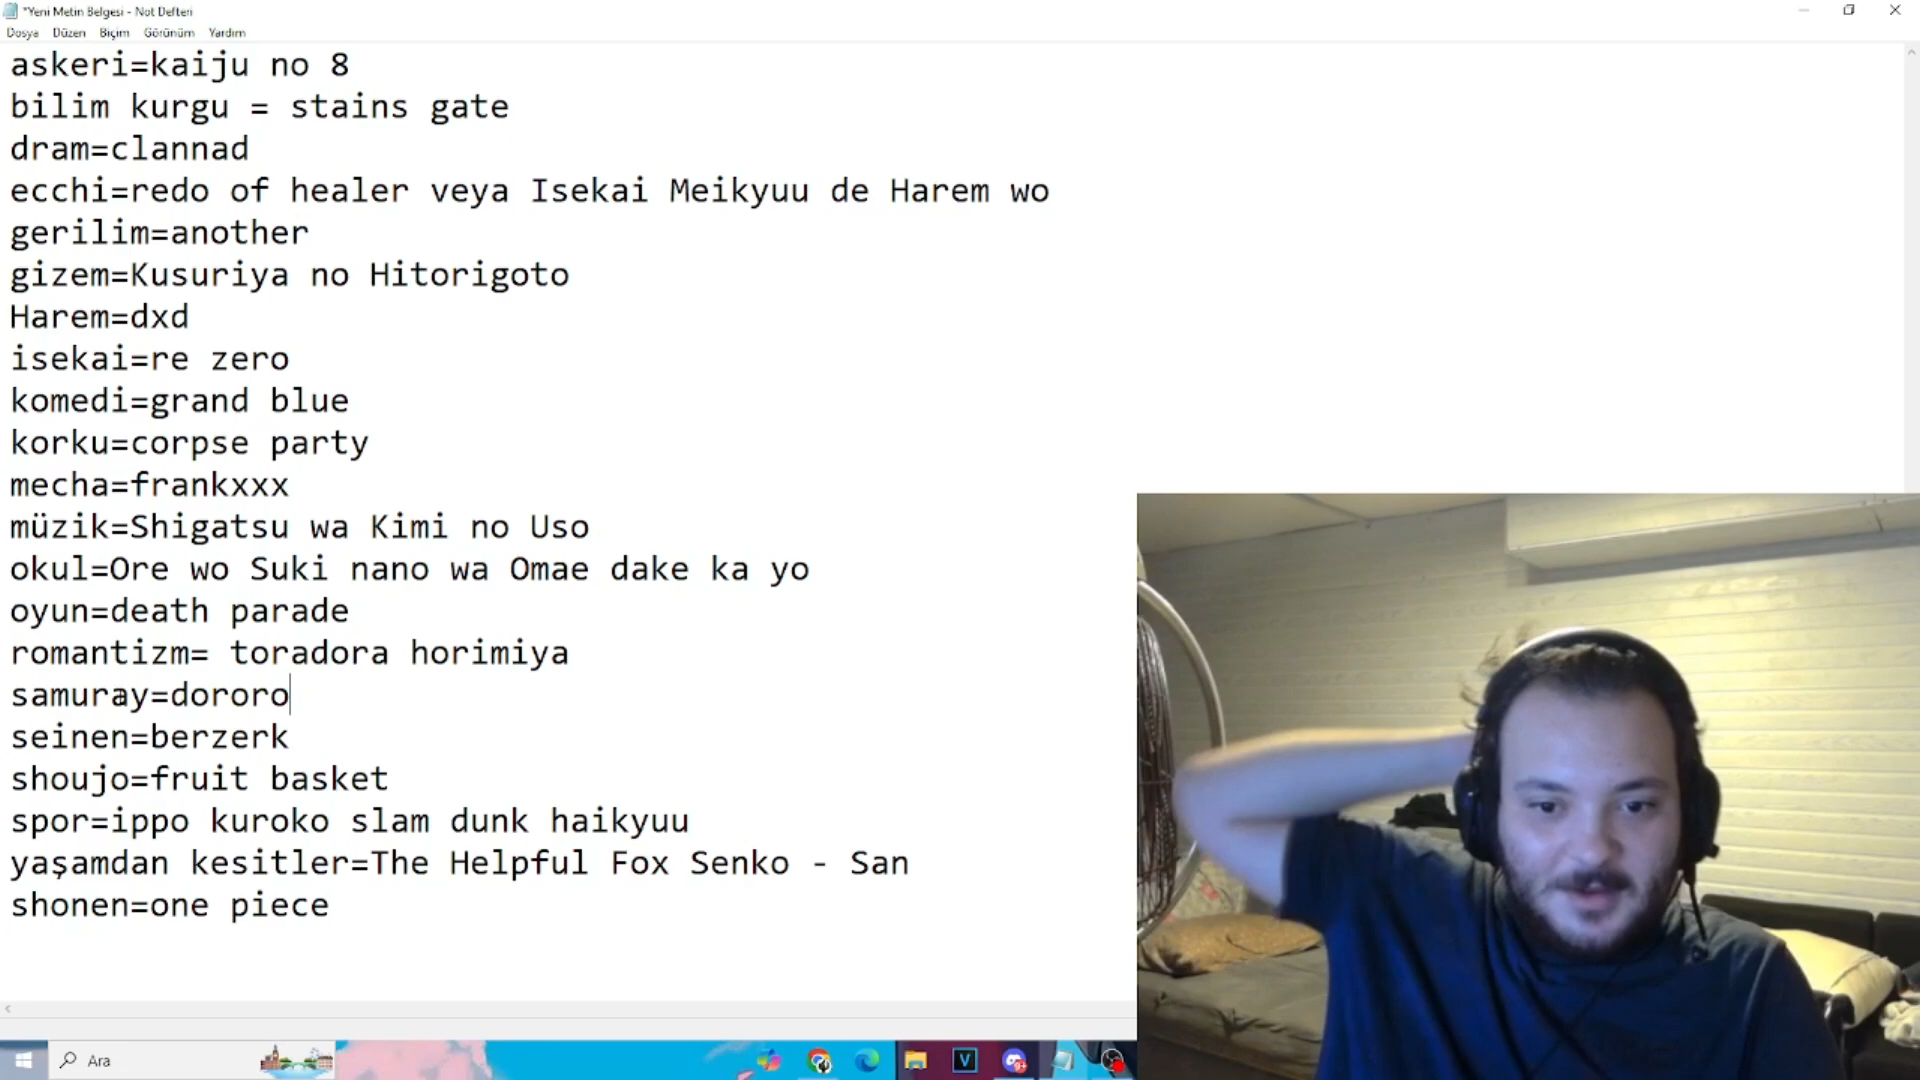 *Yeni Metin Belgesi - Not Defteri
Dosya Düzen Biçim Görünüm Yardım
askeri=kaiju no 8
bilim kurgu = stains gate
dram=clannad
ecchi=redo of healer veya Isekai Meikyuu de Harem wo
gerilim=another
gizem=Kusuriya no Hitorigoto
Harem=dxd
isekai=re zero
komedi=grand blue
korku=corpse party
mecha=frankxxx
müzik=Shigatsu wa Kimi no Uso
okul=Ore wo Suki nano wa Omae dake ka yo
oyun=death parade
romantizm= toradora horimiya
samuray=dororo
seinen=berzerk
shoujo=fruit basket
spor=ippo kuroko slam dunk haikyuu
yaşamdan kesitler=The Helpful Fox Senko - San
shonen=one piece
Ara
V
9+